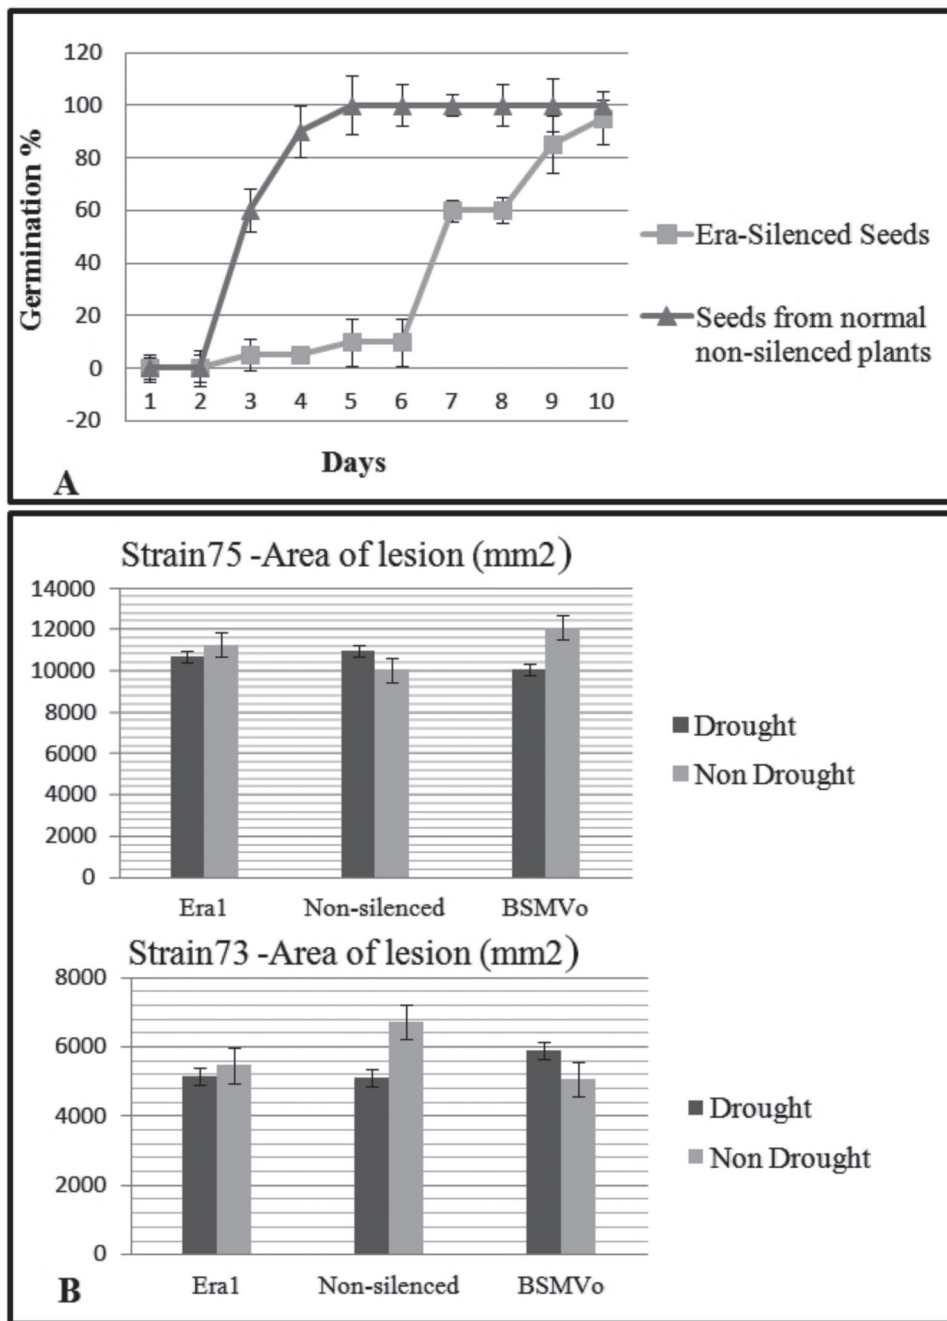 120
100
80
60
40
20
0
-20
Germination %
1 2 3 4 5 6 7 8 9 10
Days
Era-Silenced Seeds
Seeds from normal
non-silenced plants
A
Strain75 -Area of lesion (mm2)
14000
12000
10000
8000
6000
4000
2000
0
Era1 Non-silenced BSMVo
Drought
Non Drought
Strain73 -Area of lesion (mm2)
8000
6000
4000
2000
0
Era1 Non-silenced BSMVo
Drought
Non Drought
B